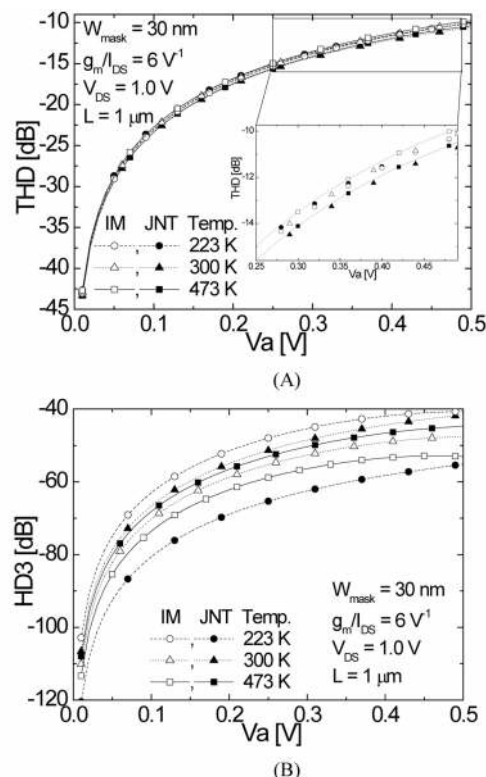 W_mask = 30 nm
g_m/I_DS = 6 V⁻¹
V_DS = 1.0 V
L = 1 μm
THD [dB]
-10
-15
-20
-25
-30
-35
-40
-45
0.0 0.1 0.2 0.3 0.4 0.5
Va [V]
IM JNT Temp.
, 223 K
, 300 K
, 473 K
THD [dB]
-10
-12
-14
0.25 0.30 0.35 0.40 0.45
Va [V]
(A)
HD3 [dB]
-40
-60
-80
-100
-120
0.0 0.1 0.2 0.3 0.4 0.5
Va [V]
IM JNT Temp.
, 223 K
, 300 K
, 473 K
W_mask = 30 nm
g_m/I_DS = 6 V⁻¹
V_DS = 1.0 V
L = 1 μm
(B)